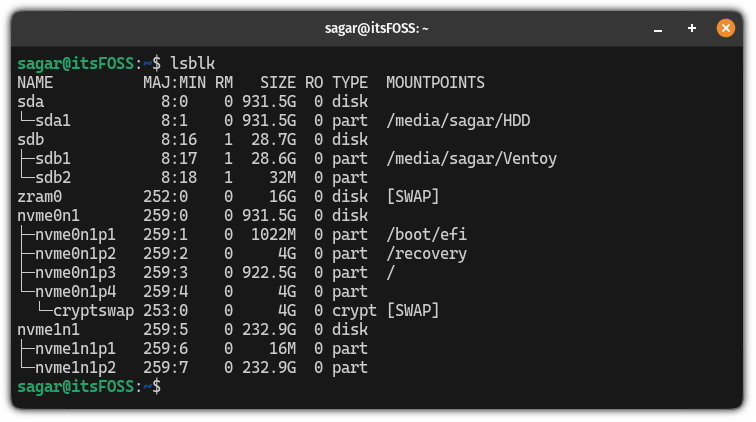 sagar@itsFOSS: ~
sagar@itsFOSS:~$ lsblk
NAME          MAJ:MIN RM   SIZE RO TYPE  MOUNTPOINTS
sda             8:0    0 931.5G  0 disk
└─sda1          8:1    0 931.5G  0 part  /media/sagar/HDD
sdb             8:16   1  28.7G  0 disk
├─sdb1          8:17   1  28.6G  0 part  /media/sagar/Ventoy
└─sdb2          8:18   1    32M  0 part
zram0         252:0    0    16G  0 disk  [SWAP]
nvme0n1       259:0    0 931.5G  0 disk
├─nvme0n1p1   259:1    0  1022M  0 part  /boot/efi
├─nvme0n1p2   259:2    0     4G  0 part  /recovery
├─nvme0n1p3   259:3    0 922.5G  0 part  /
└─nvme0n1p4   259:4    0     4G  0 part
  └─cryptswap 253:0    0     4G  0 crypt [SWAP]
nvme1n1       259:5    0 232.9G  0 disk
├─nvme1n1p1   259:6    0    16M  0 part
└─nvme1n1p2   259:7    0 232.9G  0 part
sagar@itsFOSS:~$